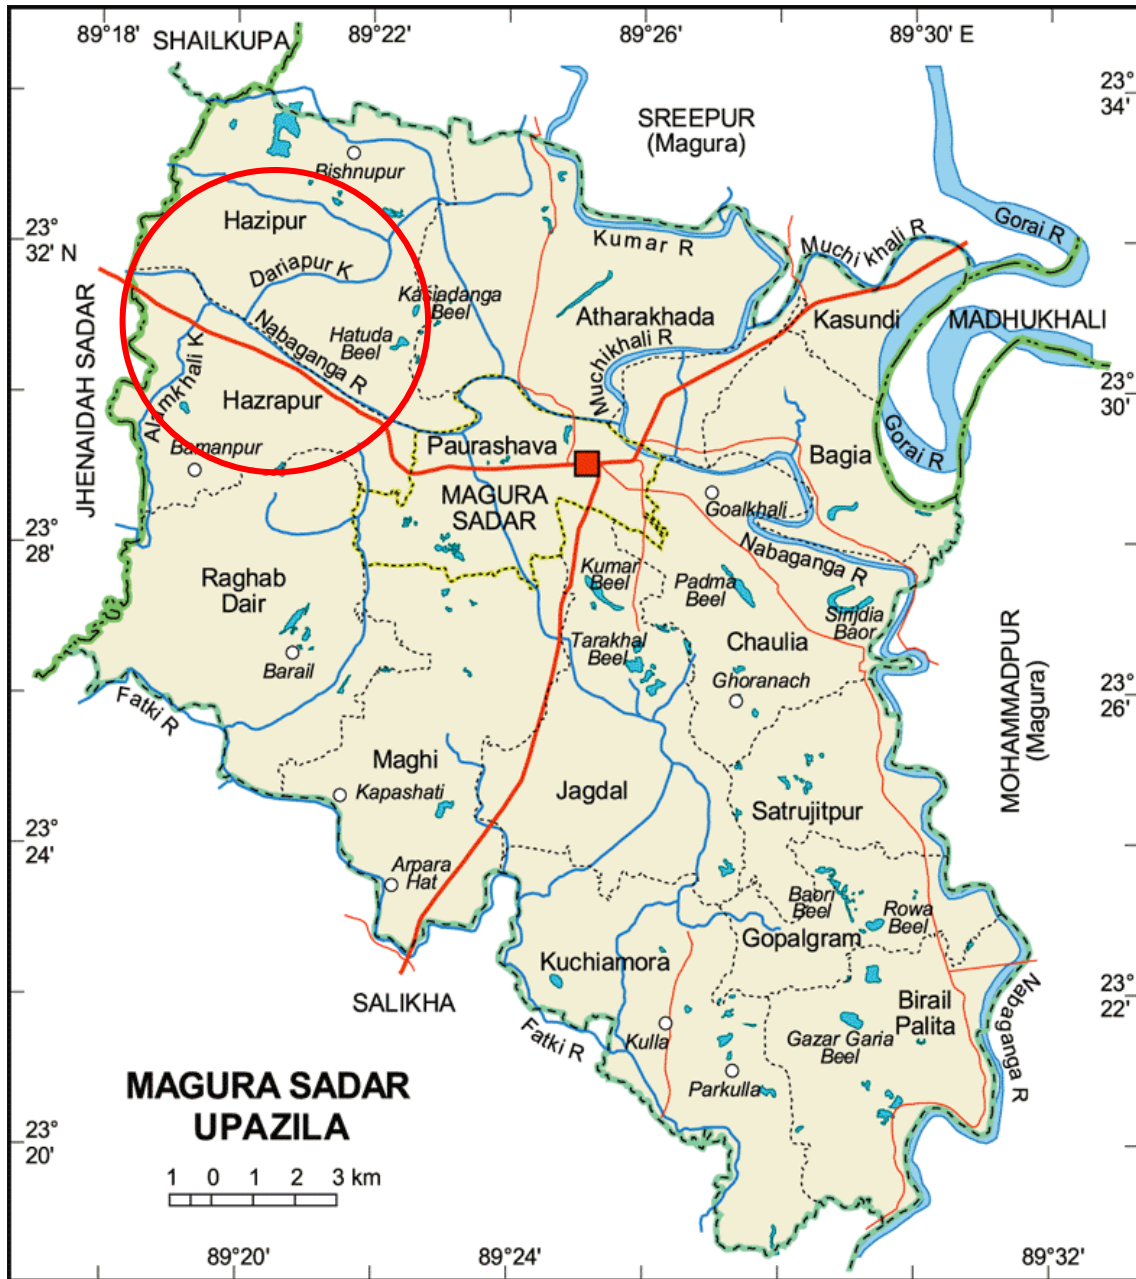 89°18'
89°22'
89°26'
89°30' E
SHAILKUPA
23°
34'
SREEPUR
(Magura)
Bishnupur
Hazipur
23°
32' N
Gorai R
Kumar R
Muchi khali R
Dariapur K
Kasiadanga
Beel
Atharakhada
Kasundi
MADHUKHALI
Nabaganga R
Hatuda
Beel
Muchikhali R
JHENAIDAH SADAR
Alamkhali K
Hazrapur
23°
30'
Bamanpur
Paurashava
Bagia
Gorai R
MAGURA
SADAR
Goalkhali
23°
28'
Nabaganga R
Raghab
Dair
Kumar
Beel
Padma
Beel
Sirijdia
Baor
Tarakhal
Beel
Chaulia
Barail
Ghoranach
23°
26'
MOHAMMADPUR
(Magura)
Fatki R
Maghi
Kapashati
Jagdal
Satrujitpur
23°
24'
Arpara
Hat
Babri
Beel
Rowa
Beel
Gopalgram
Kuchiamora
SALIKHA
Birail
Palita
23°
22'
Nabaganga R
Fatki R
Kulla
Gazar Garia
Beel
Parkulla
MAGURA SADAR
UPAZILA
23°
20'
1 0 1 2 3 km
89°20'
89°24'
89°32'